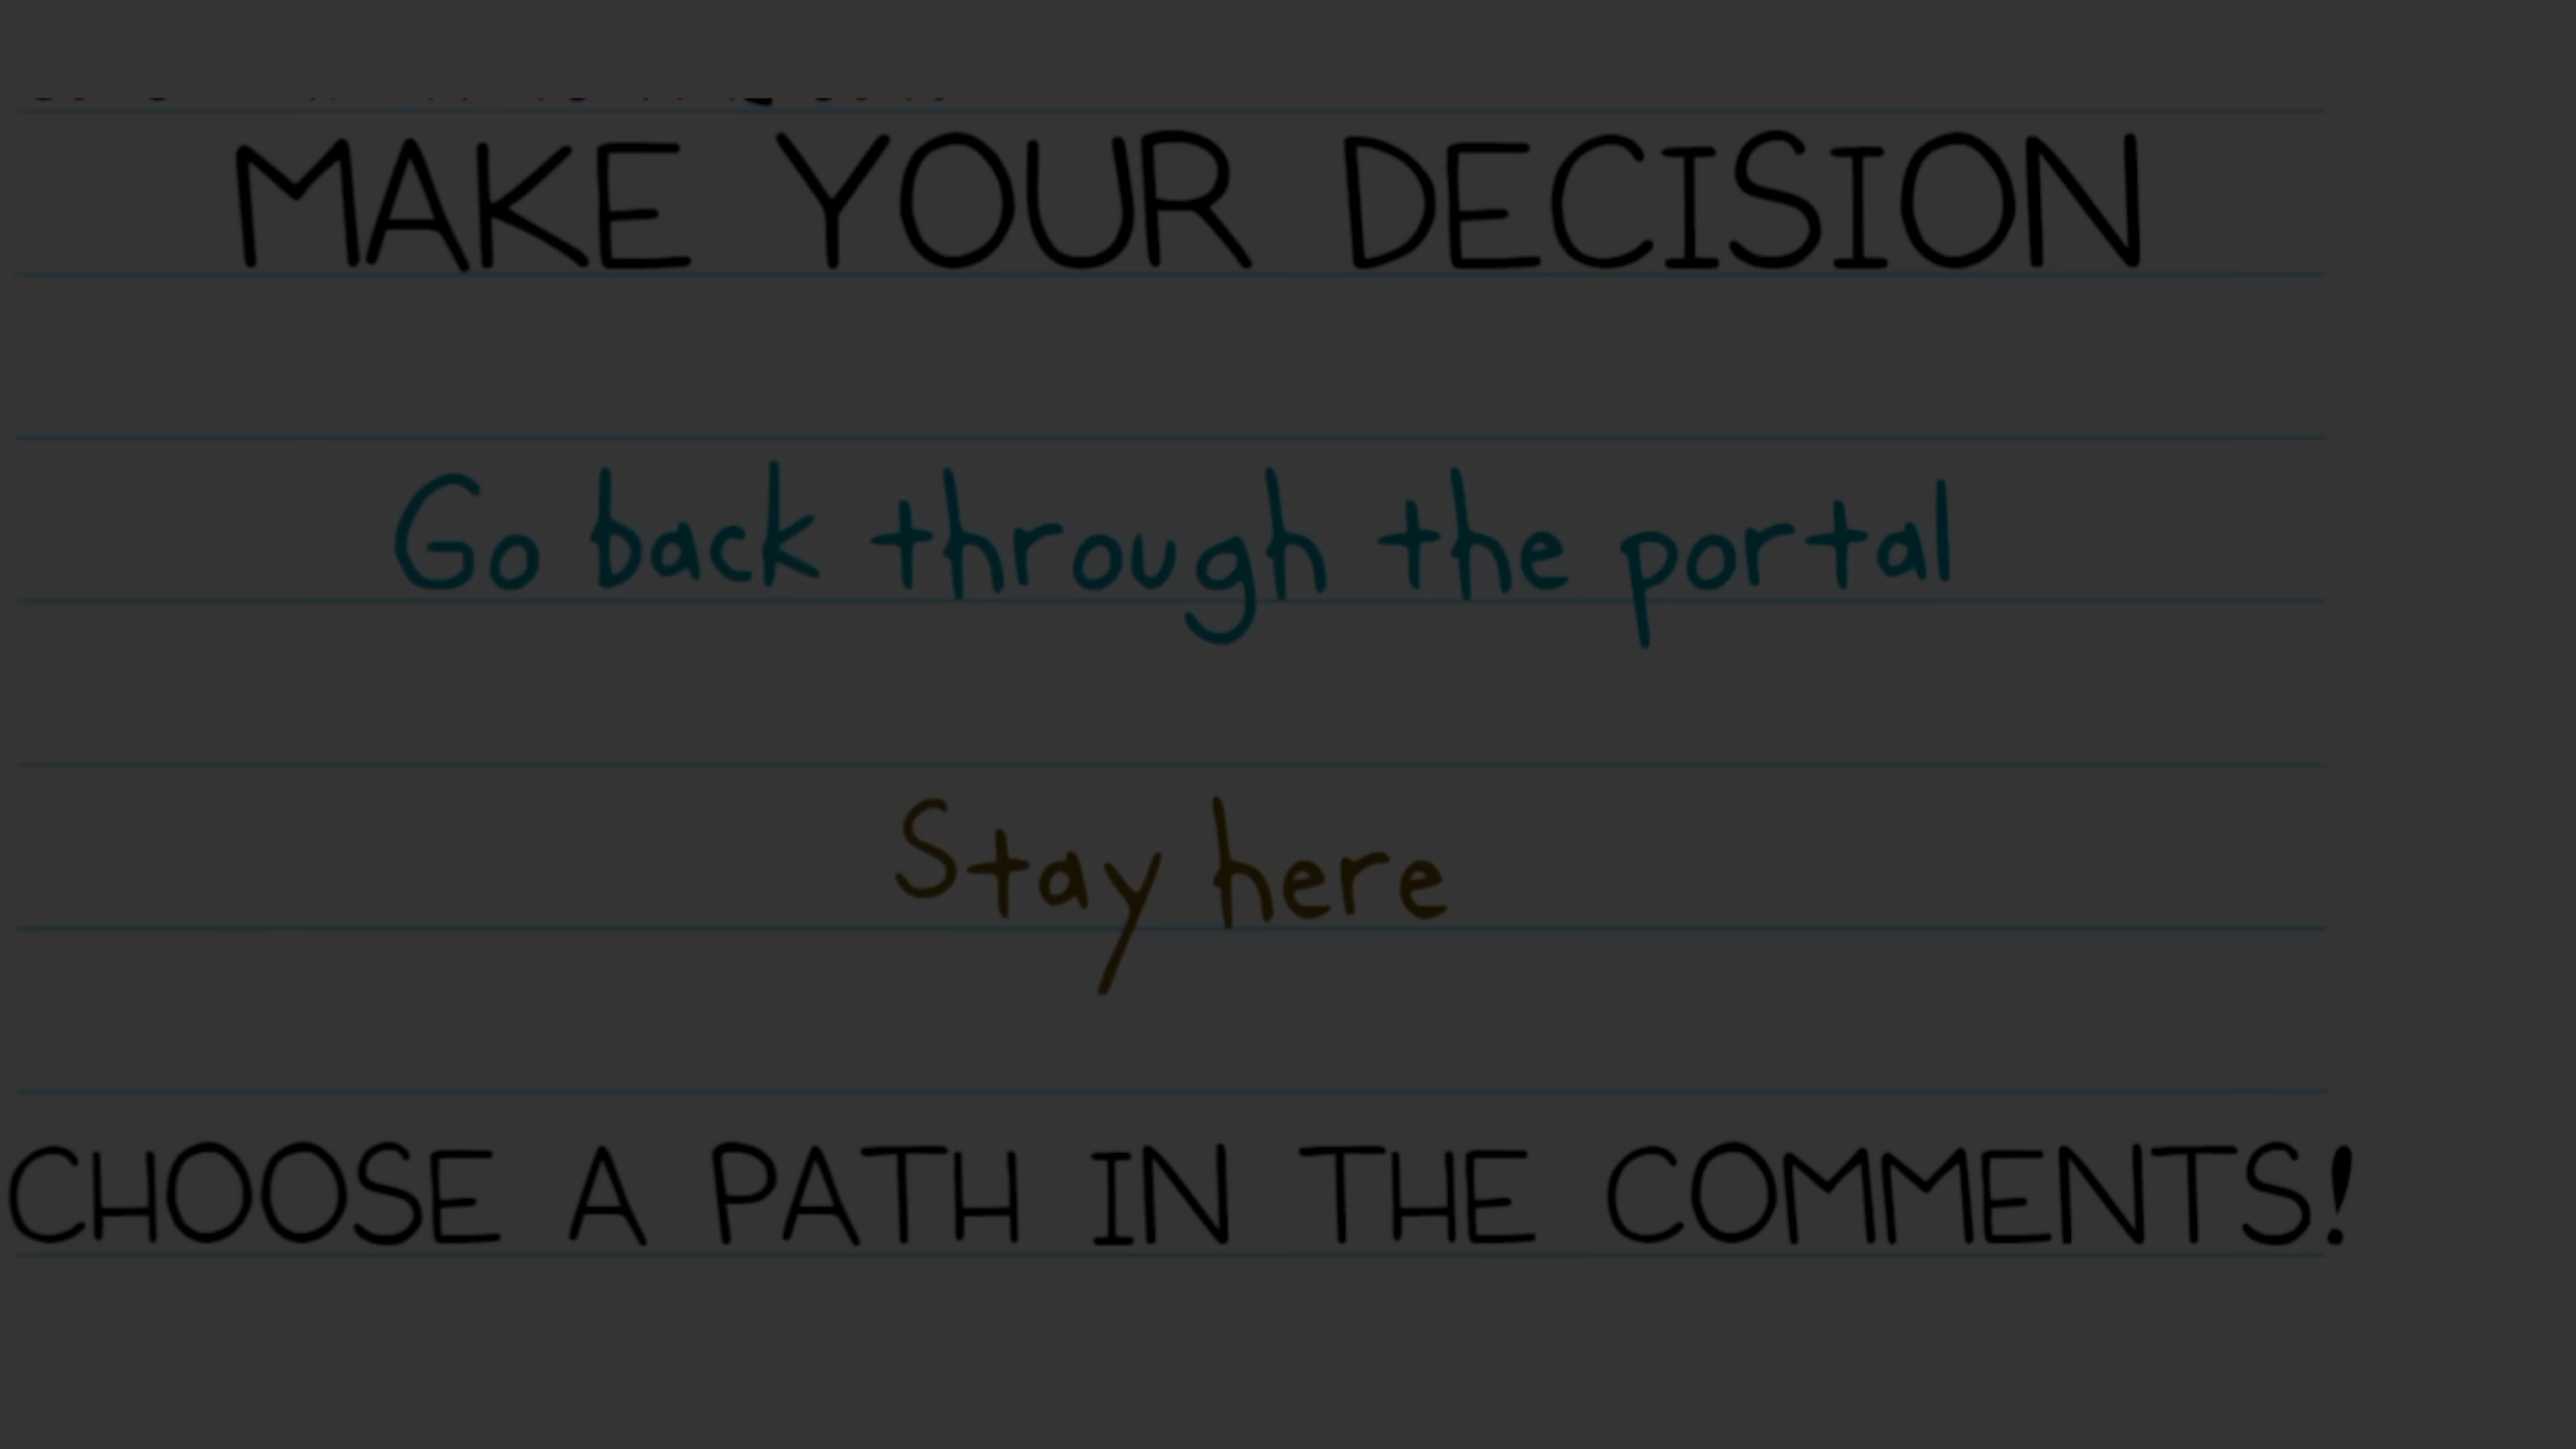 MAKE YOUR DECISION
Go back through the portal
Stay here
CHOOSE A PATH IN THE COMMENTS!